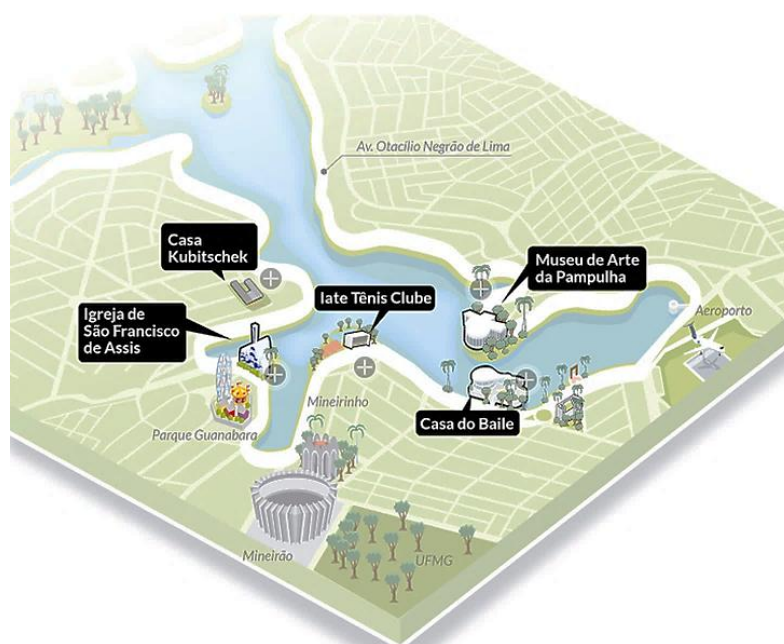 Av. Otacílio Negrão de Lima
Casa
Kubitschek
Museu de Arte
da Pampulha
Igreja de
São Francisco
de Assis
Iate Tênis Clube
Aeroporto
Mineirinho
Parque Guanabara
Casa do Baile
Mineirão
UFMG